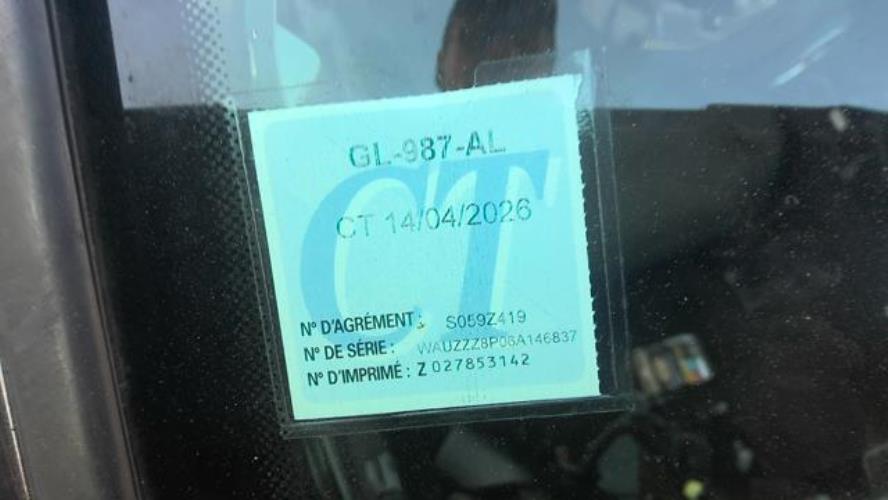 GL-987-AL
CT 14/04/2026
CT
N° D'AGRÉMENT : S059Z419
N° DE SÉRIE : WAUZZZ8P06A146837
N° D'IMPRIMÉ : Z 027853142